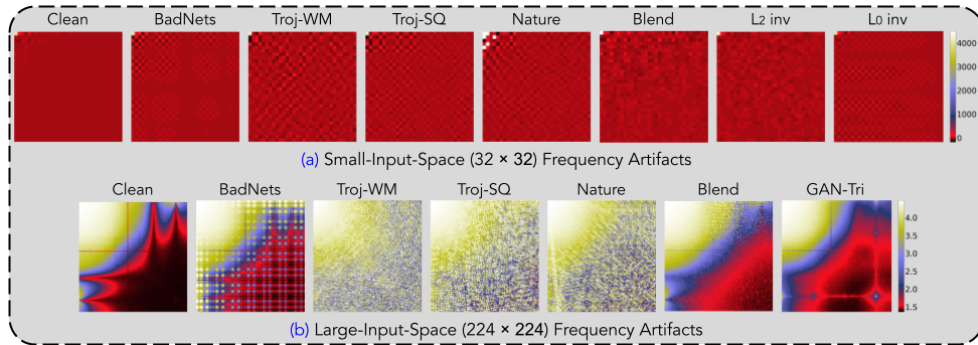 Clean BadNets Troj-WM Troj-SQ Nature Blend L2 inv L0 inv
4000
3000
2000
1000
0
(a) Small-Input-Space (32 × 32) Frequency Artifacts
Clean BadNets Troj-WM Troj-SQ Nature Blend GAN-Tri
4.0
3.5
3.0
2.5
2.0
1.5
(b) Large-Input-Space (224 × 224) Frequency Artifacts